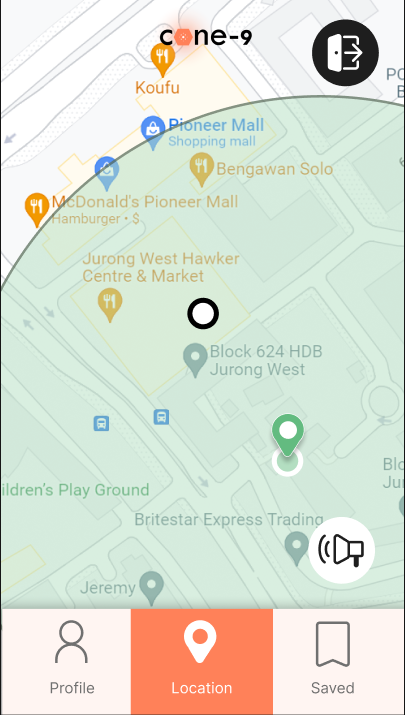 cone-9
Koufu
PC
Pioneer Mall
Shopping mall
Bengawan Solo
McDonald's Pioneer Mall
Hamburger • $
Jurong West Hawker
Centre & Market
Block 624 HDB
Jurong West
ildren's Play Ground
Blo
Jur
Britestar Express Trading
Jeremy
Profile
Location
Saved